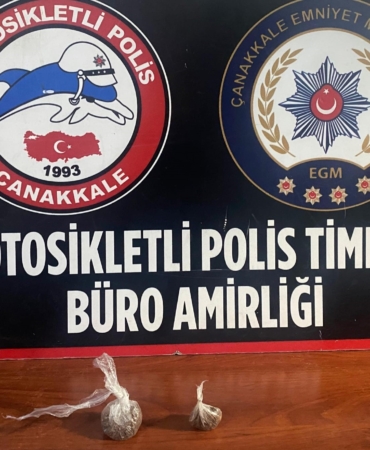 OTOSİKLETLİ POLİS
1993
ÇANAKKALE
ÇANAKKALE EMNİYET M
EGM
OTOSİKLETLİ POLİS TİM
BÜRO AMİRLİĞİ